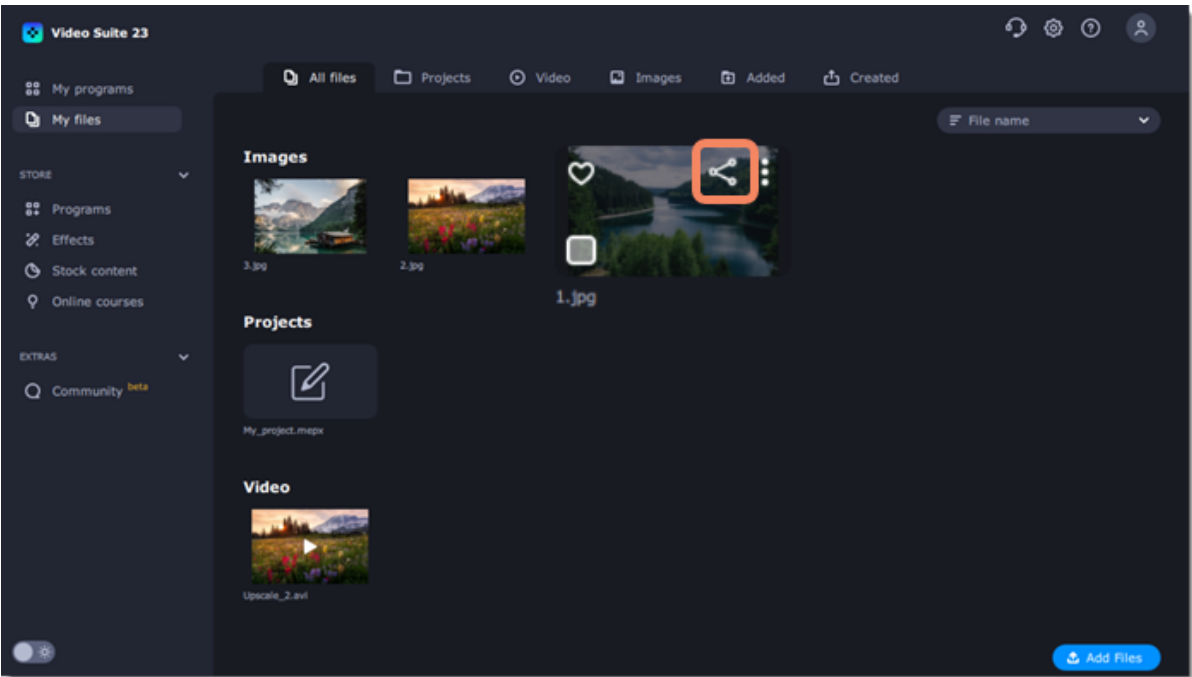 Video Suite 23
My programs
My files
STORE
Programs
Effects
Stock content
Online courses
EXTRAS
Community beta
All files
Projects
Video
Images
Added
Created
File name
Images
3.jpg
2.jpg
1.jpg
Projects
My_project.mepx
Video
Upscale_2.avi
Add Files